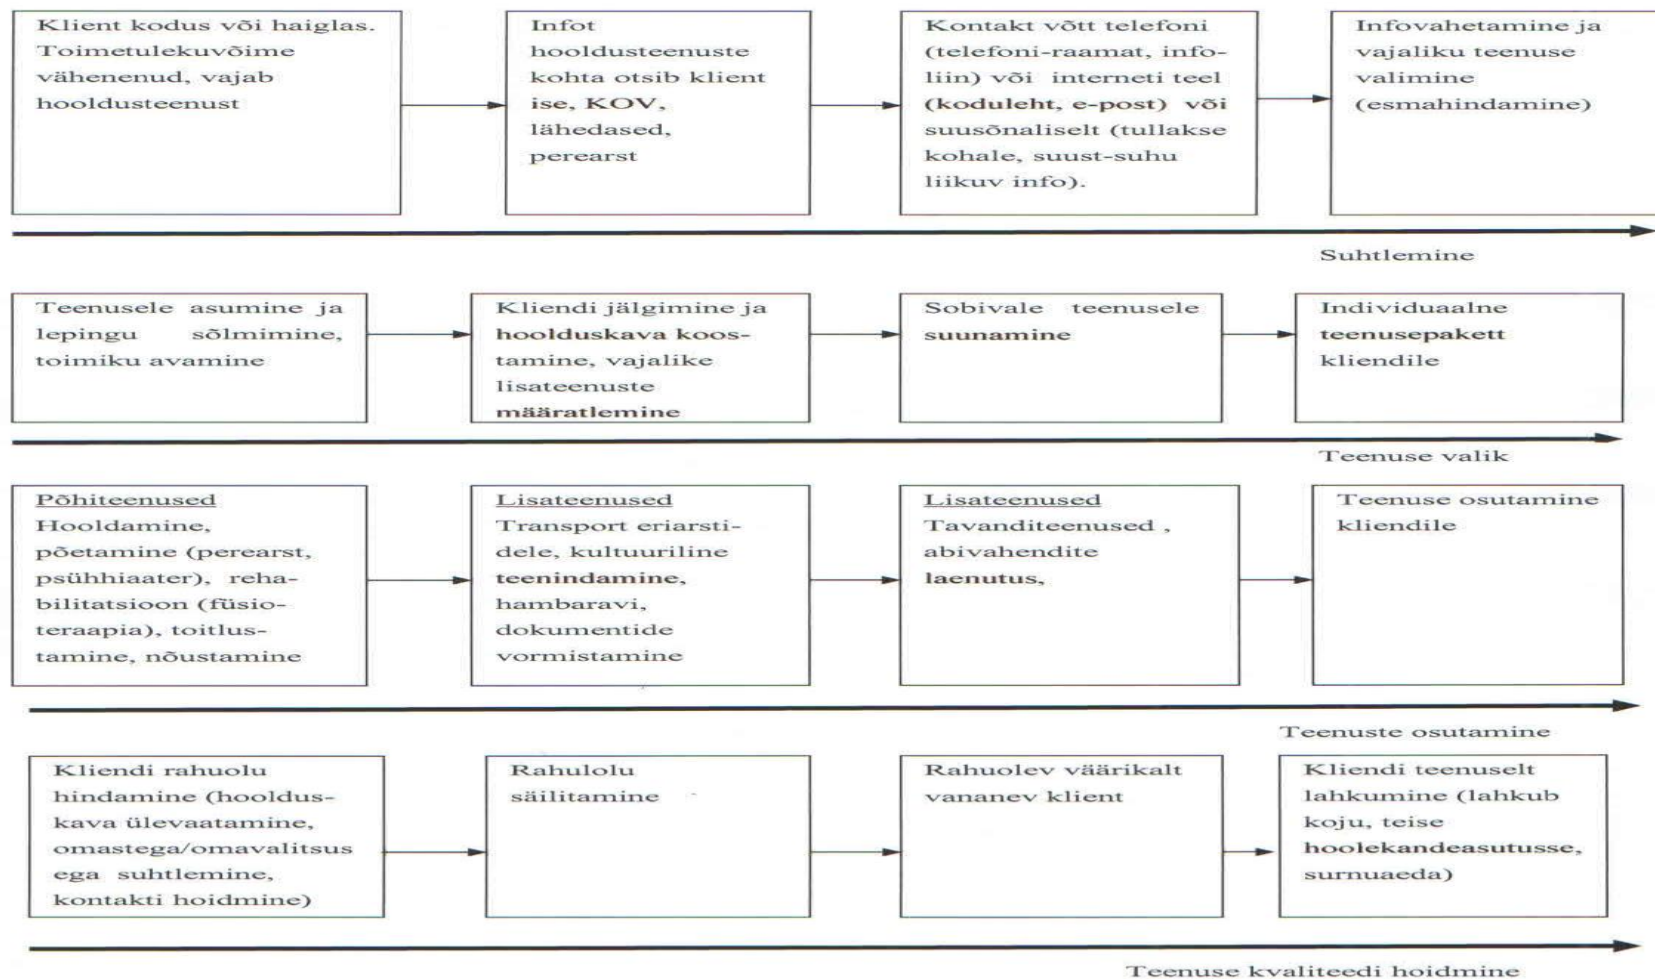 Klient kodus või haiglas.
Toimetulekuvõime
vähenenud, vajab
hooldusteenust
Infot
hooldusteenuste
kohta otsib klient
ise, KOV,
lähedased,
perearst
Kontakt võtt telefoni
(telefoni-raamat, info-
liin) või interneti teel
(koduleht, e-post) või
suusõnaliselt (tullakse
kohale, suust-suhu
liikuv info).
Infovahetamine ja
vajaliku teenuse
valimine
(esmahindamine)
Suhtlemine
Teenusele asumine ja
lepingu sõlmimine,
toimiku avamine
Kliendi jälgimine ja
hoolduskava koos-
tamine, vajalike
lisateenuste
määratlemine
Sobivale teenusele
suunamine
Individuaalne
teenusepakett
kliendile
Teenuse valik
Põhiteenused
Hooldamine,
põetamine (perearst,
psühhiaater), reha-
bilitatsioon (füsio-
teraapia), toitlus-
tamine, nõustamine
Lisateenused
Transport eriarsti-
dele, kultuuriline
teenindamine,
hambaravi,
dokumentide
vormistamine
Lisateenused
Tavanditeenused ,
abivahendite
laenutus,
Teenuse osutamine
kliendile
Teenuste osutamine
Kliendi rahuolu
hindamine (hooldus-
kava ülevaatamine,
omastega/omavalitsus
ega suhtlemine,
kontakti hoidmine)
Rahulolu
säilitamine
Rahuolev väärikalt
vananev klient
Kliendi teenuselt
lahkumine (lahkub
koju, teise
hoolekandeasutusse,
surnuaeda)
Teenuse kvaliteedi hoidmine